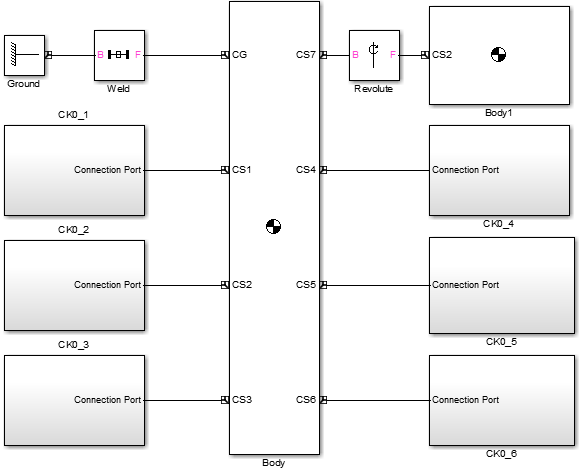 B F CG CS7 B F CS2
Ground Weld Revolute Body1
CK0_1
Connection Port CS1 CS4 Connection Port
CK0_2 CK0_4
Connection Port CS2 CS5 Connection Port
CK0_3 CK0_5
Connection Port CS3 CS6 Connection Port
Body CK0_6